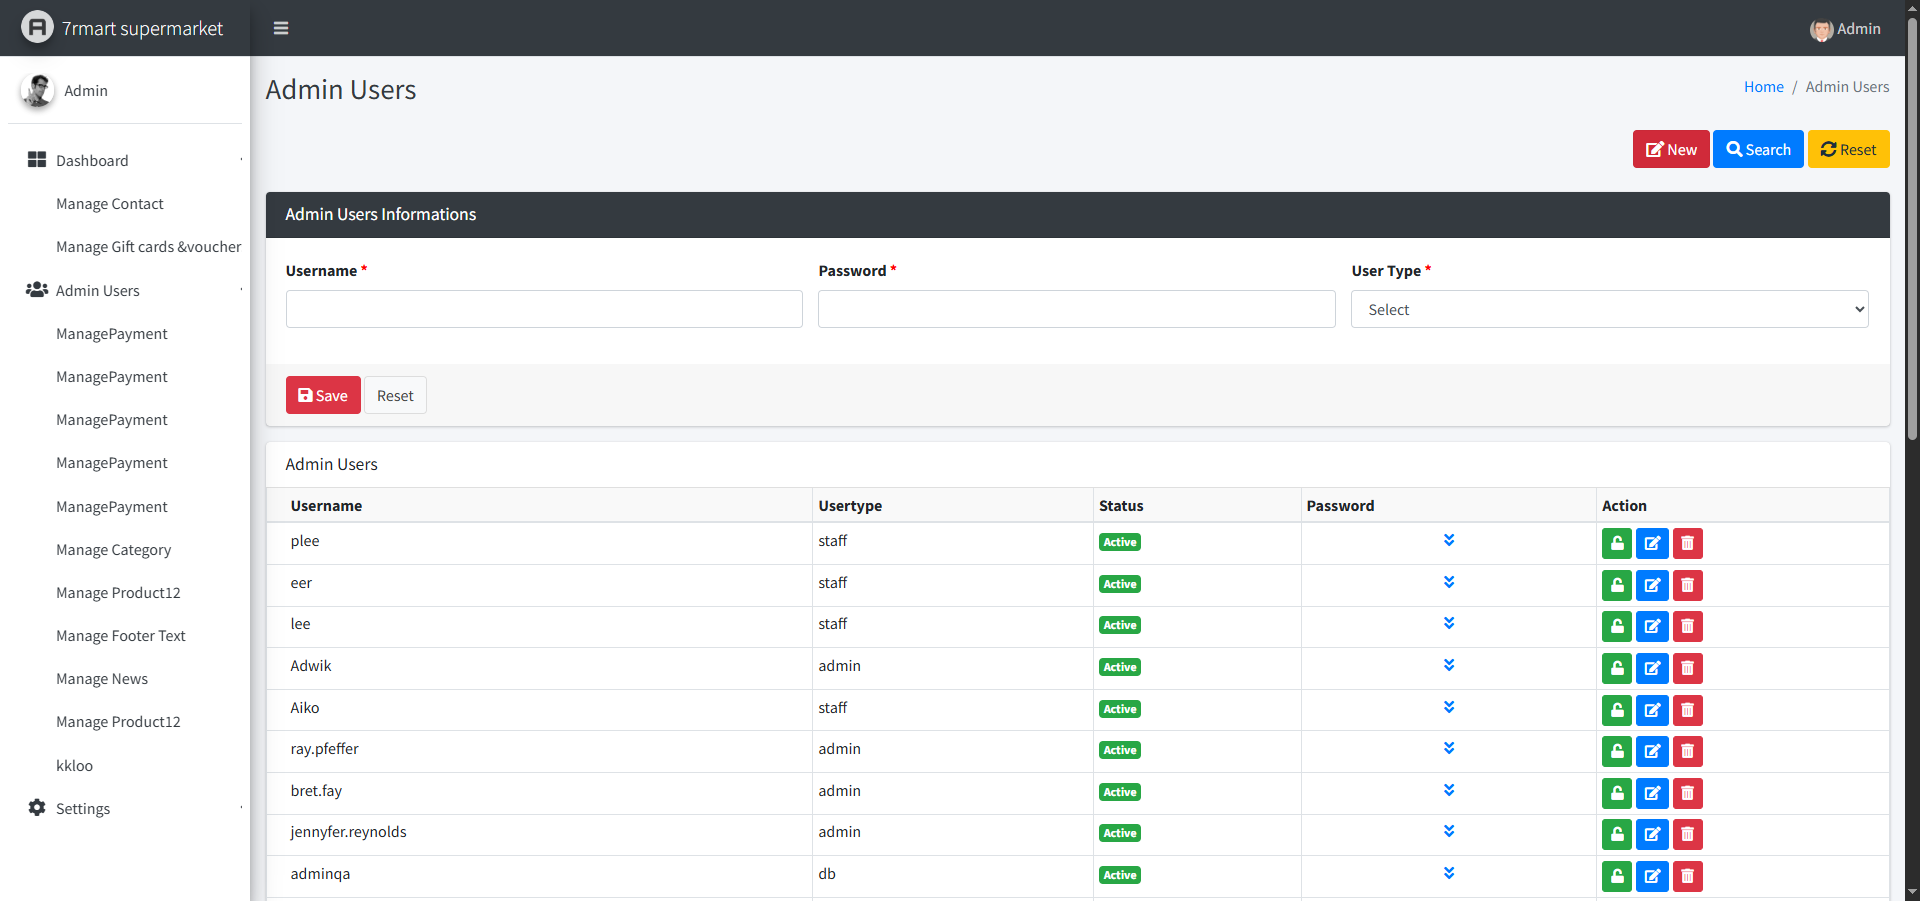 7rmart supermarket
Admin
Admin
Dashboard
Manage Contact
Manage Gift cards &voucher
Admin Users
ManagePayment
ManagePayment
ManagePayment
ManagePayment
ManagePayment
Manage Category
Manage Product12
Manage Footer Text
Manage News
Manage Product12
kkloo
Settings
Admin Users
Home / Admin Users
New Search Reset
Admin Users Informations
Username * Password * User Type *
Select
Save Reset
Admin Users
Username Usertype Status Password Action
plee staff Active
eer staff Active
lee staff Active
Adwik admin Active
Aiko staff Active
ray.pfeffer admin Active
bret.fay admin Active
jennyfer.reynolds admin Active
adminqa db Active